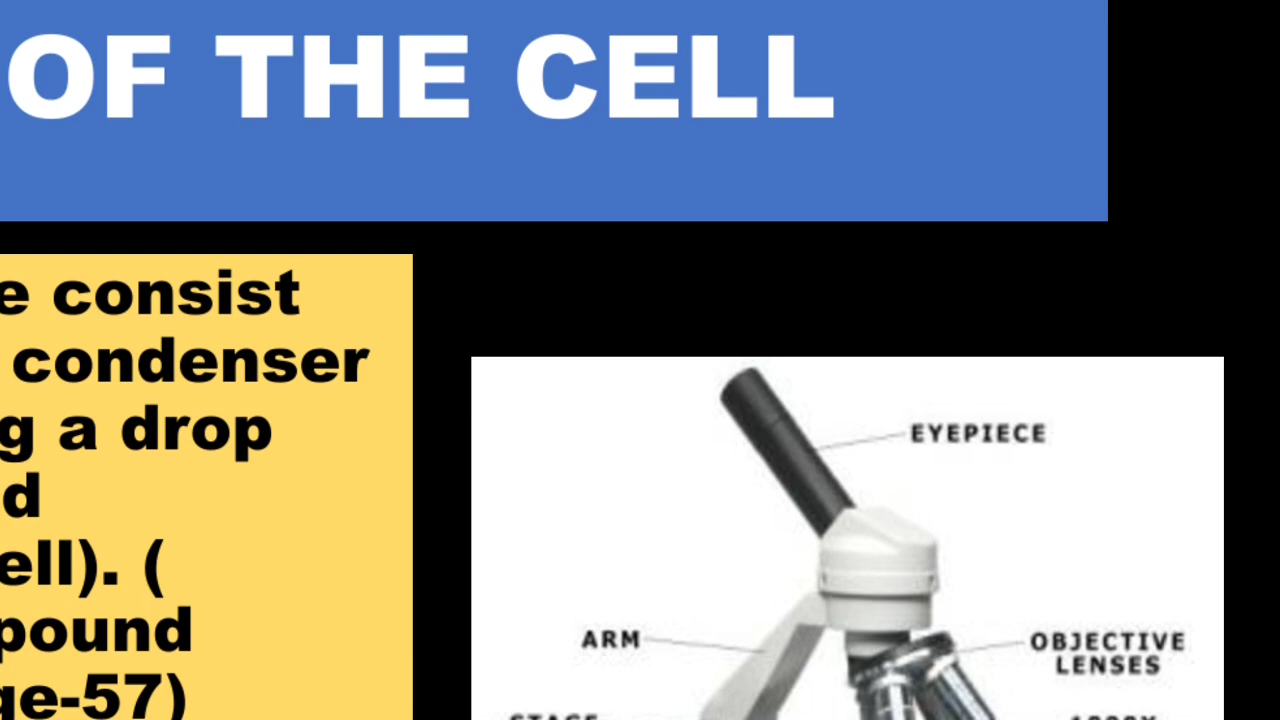 OF THE CELL
e consist
condenser
g a drop
d
ell). (
pound
ge-57)
EYEPIECE
ARM
OBJECTIVE
LENSES